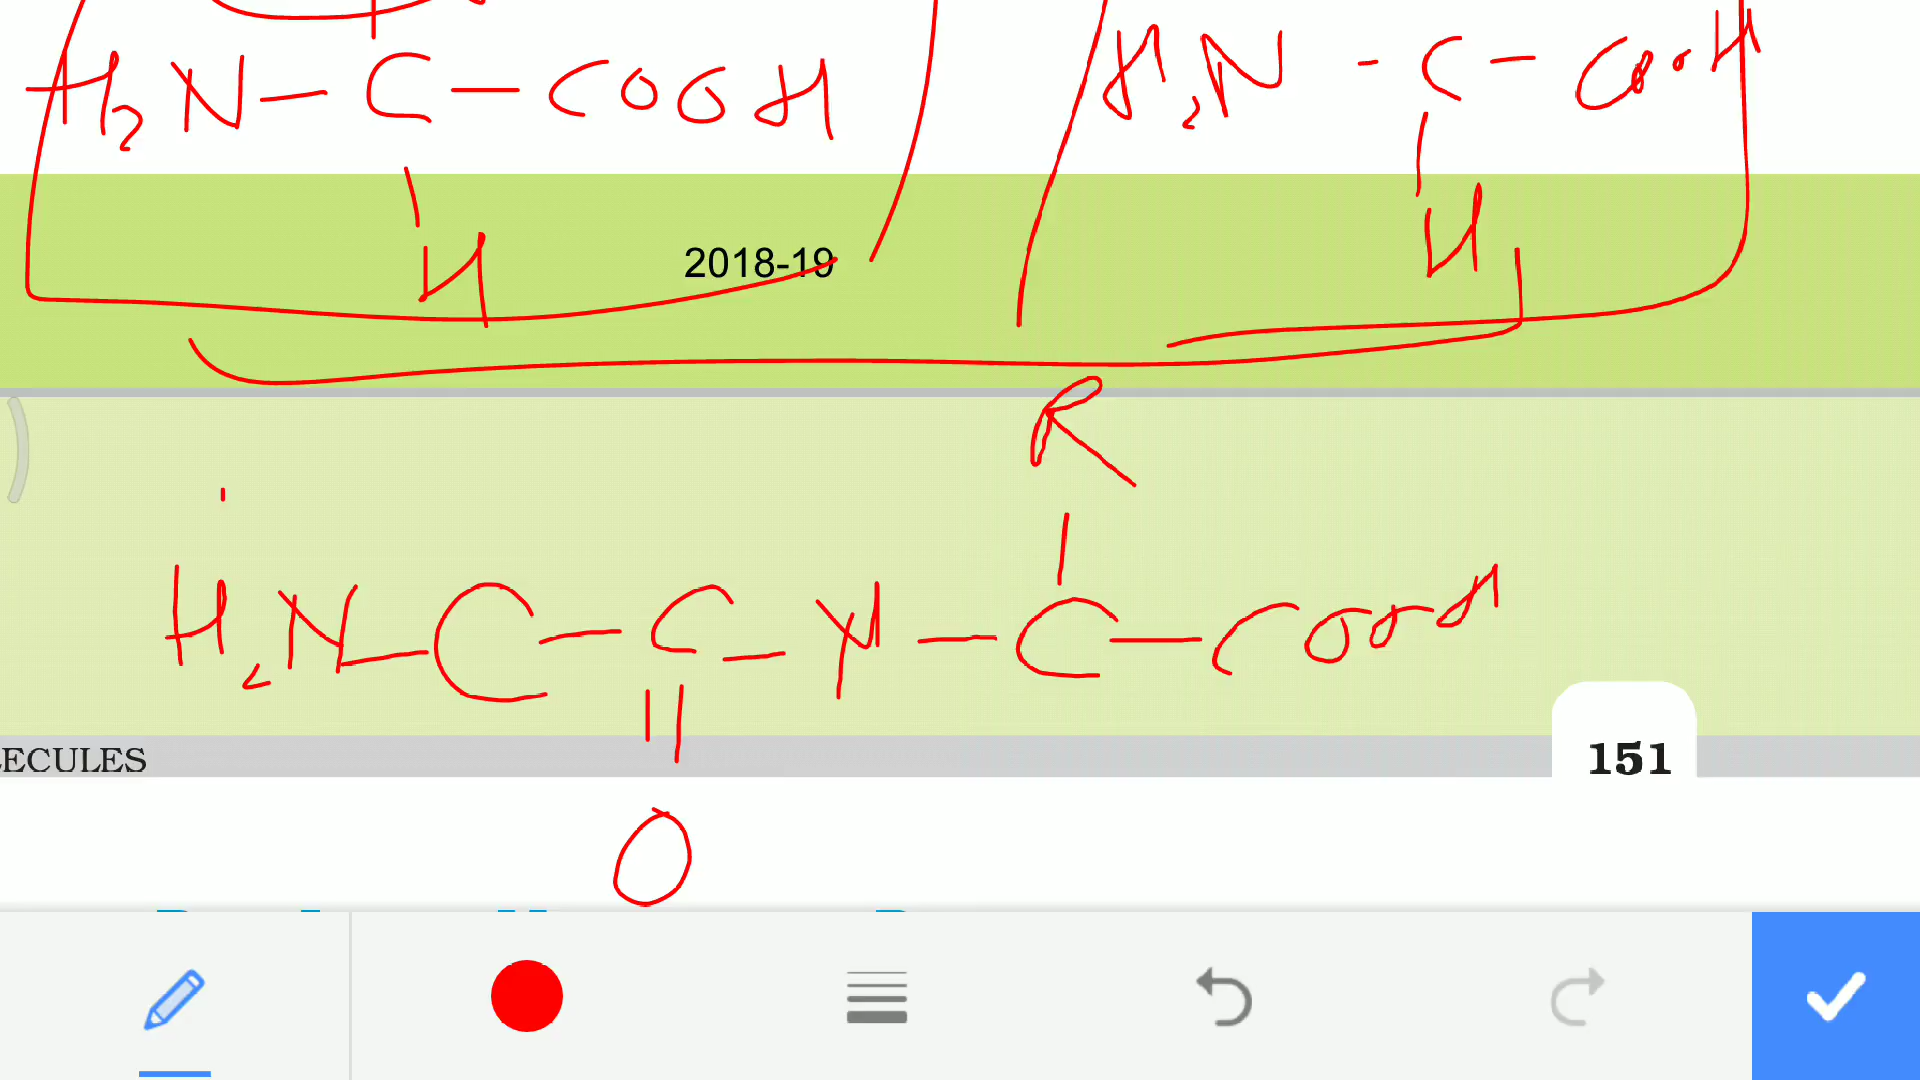 H₂N — C — COOH H₂N - C - COOH
H H
2018-19
R
H₂N — C — C — N — C — COOH
O
ECULES 151